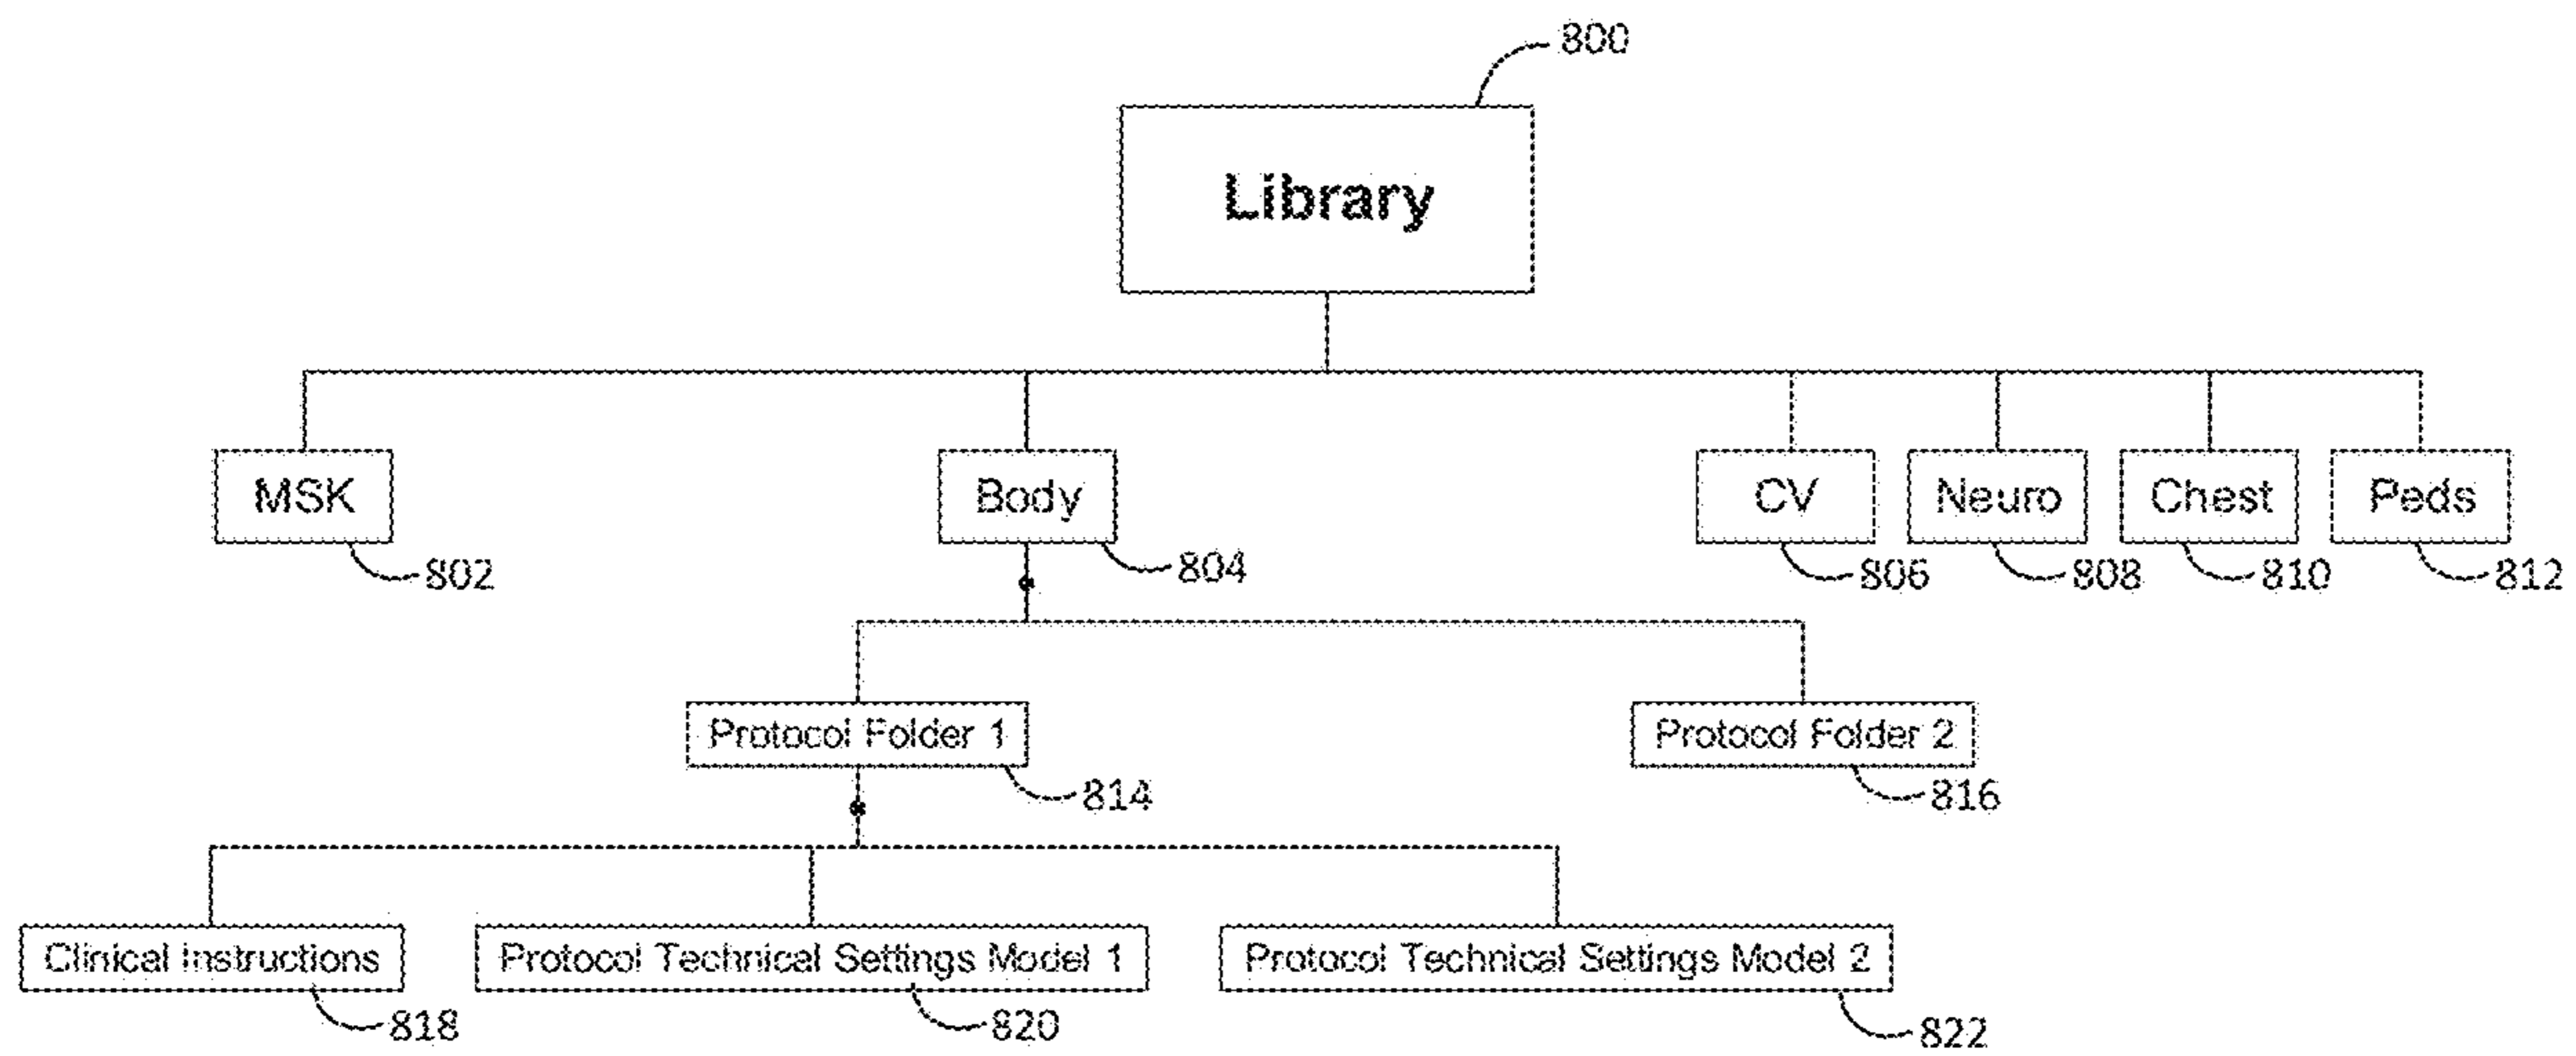 800
Library
MSK
Body
CV
Neuro
Chest
Peds
802
804
806
808
810
812
Protocol Folder 1
Protocol Folder 2
814
816
Clinical Instructions
Protocol Technical Settings Model 1
Protocol Technical Settings Model 2
818
820
822